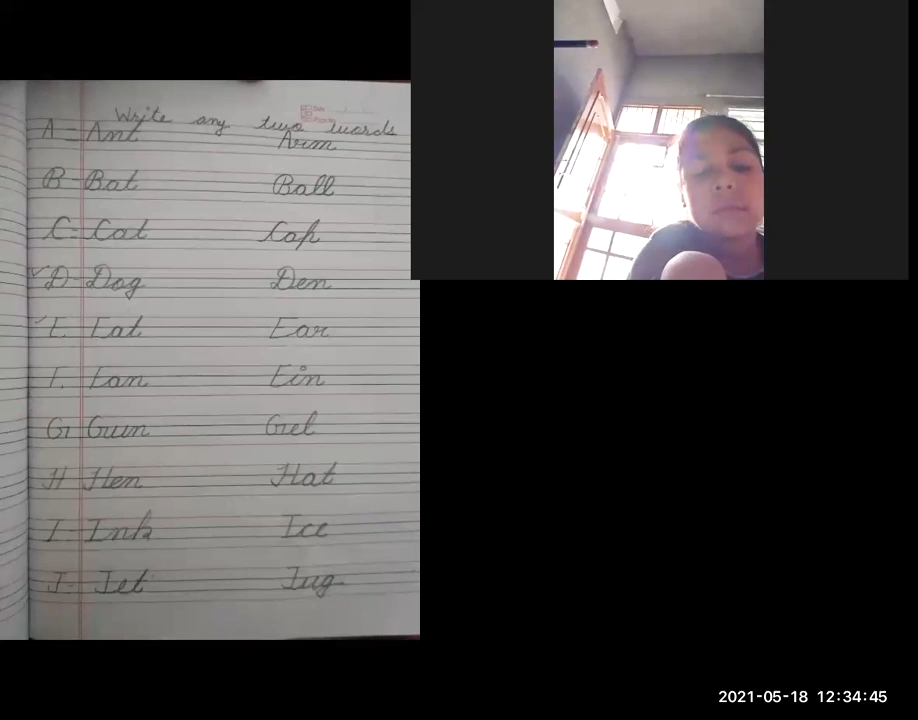 Write any two words
A = Ant Arm
B - Bat Ball
C = Cat Cap
D - Dog Den
E. Eat Ear
F. Fan Fin
G Gun Gel
H Hen Hat
I - Ink Ice
J - Jet Jug
2021-05-18 12:34:45